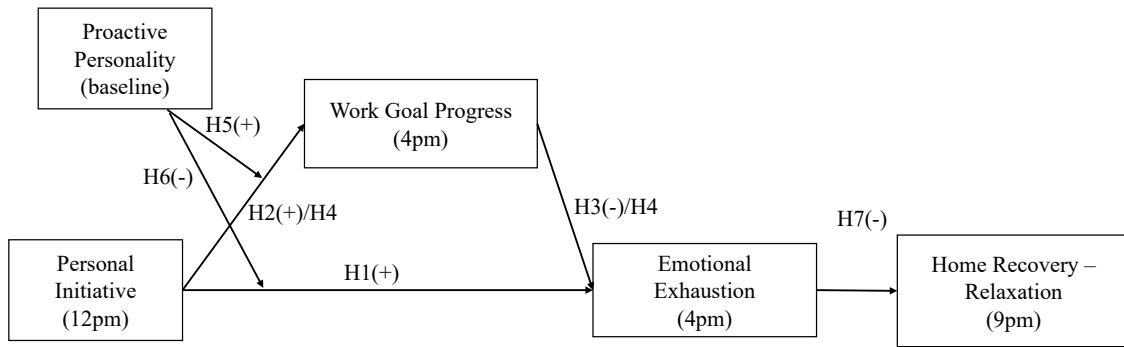 Proactive
Personality
(baseline)
Work Goal Progress
(4pm)
H5(+)
H6(-)
H2(+)/H4
H3(-)/H4
H7(-)
Personal
Initiative
(12pm)
H1(+)
Emotional
Exhaustion
(4pm)
Home Recovery –
Relaxation
(9pm)